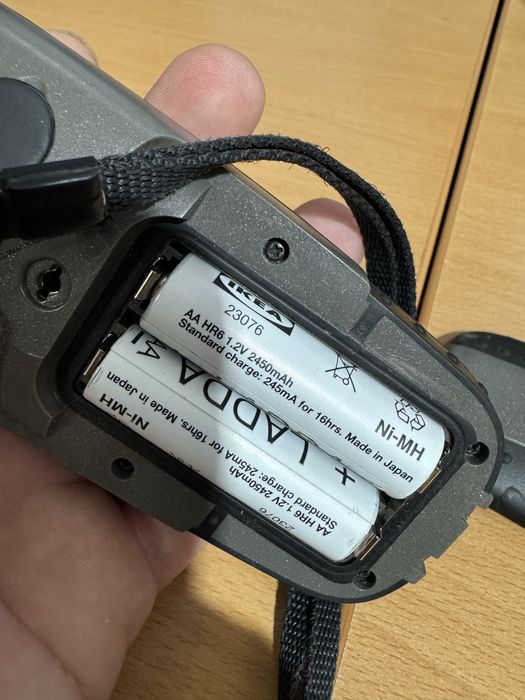 IKEA
23076
AA HR6 1.2V 2450mAh
Standard charge: 245mA for 16hrs. Made in Japan
Ni-MH
+ LADDA
AA HR6 1.2V 2450mAh
Standard charge: 245mA for 16hrs. Made in Japan
Ni-MH
23076